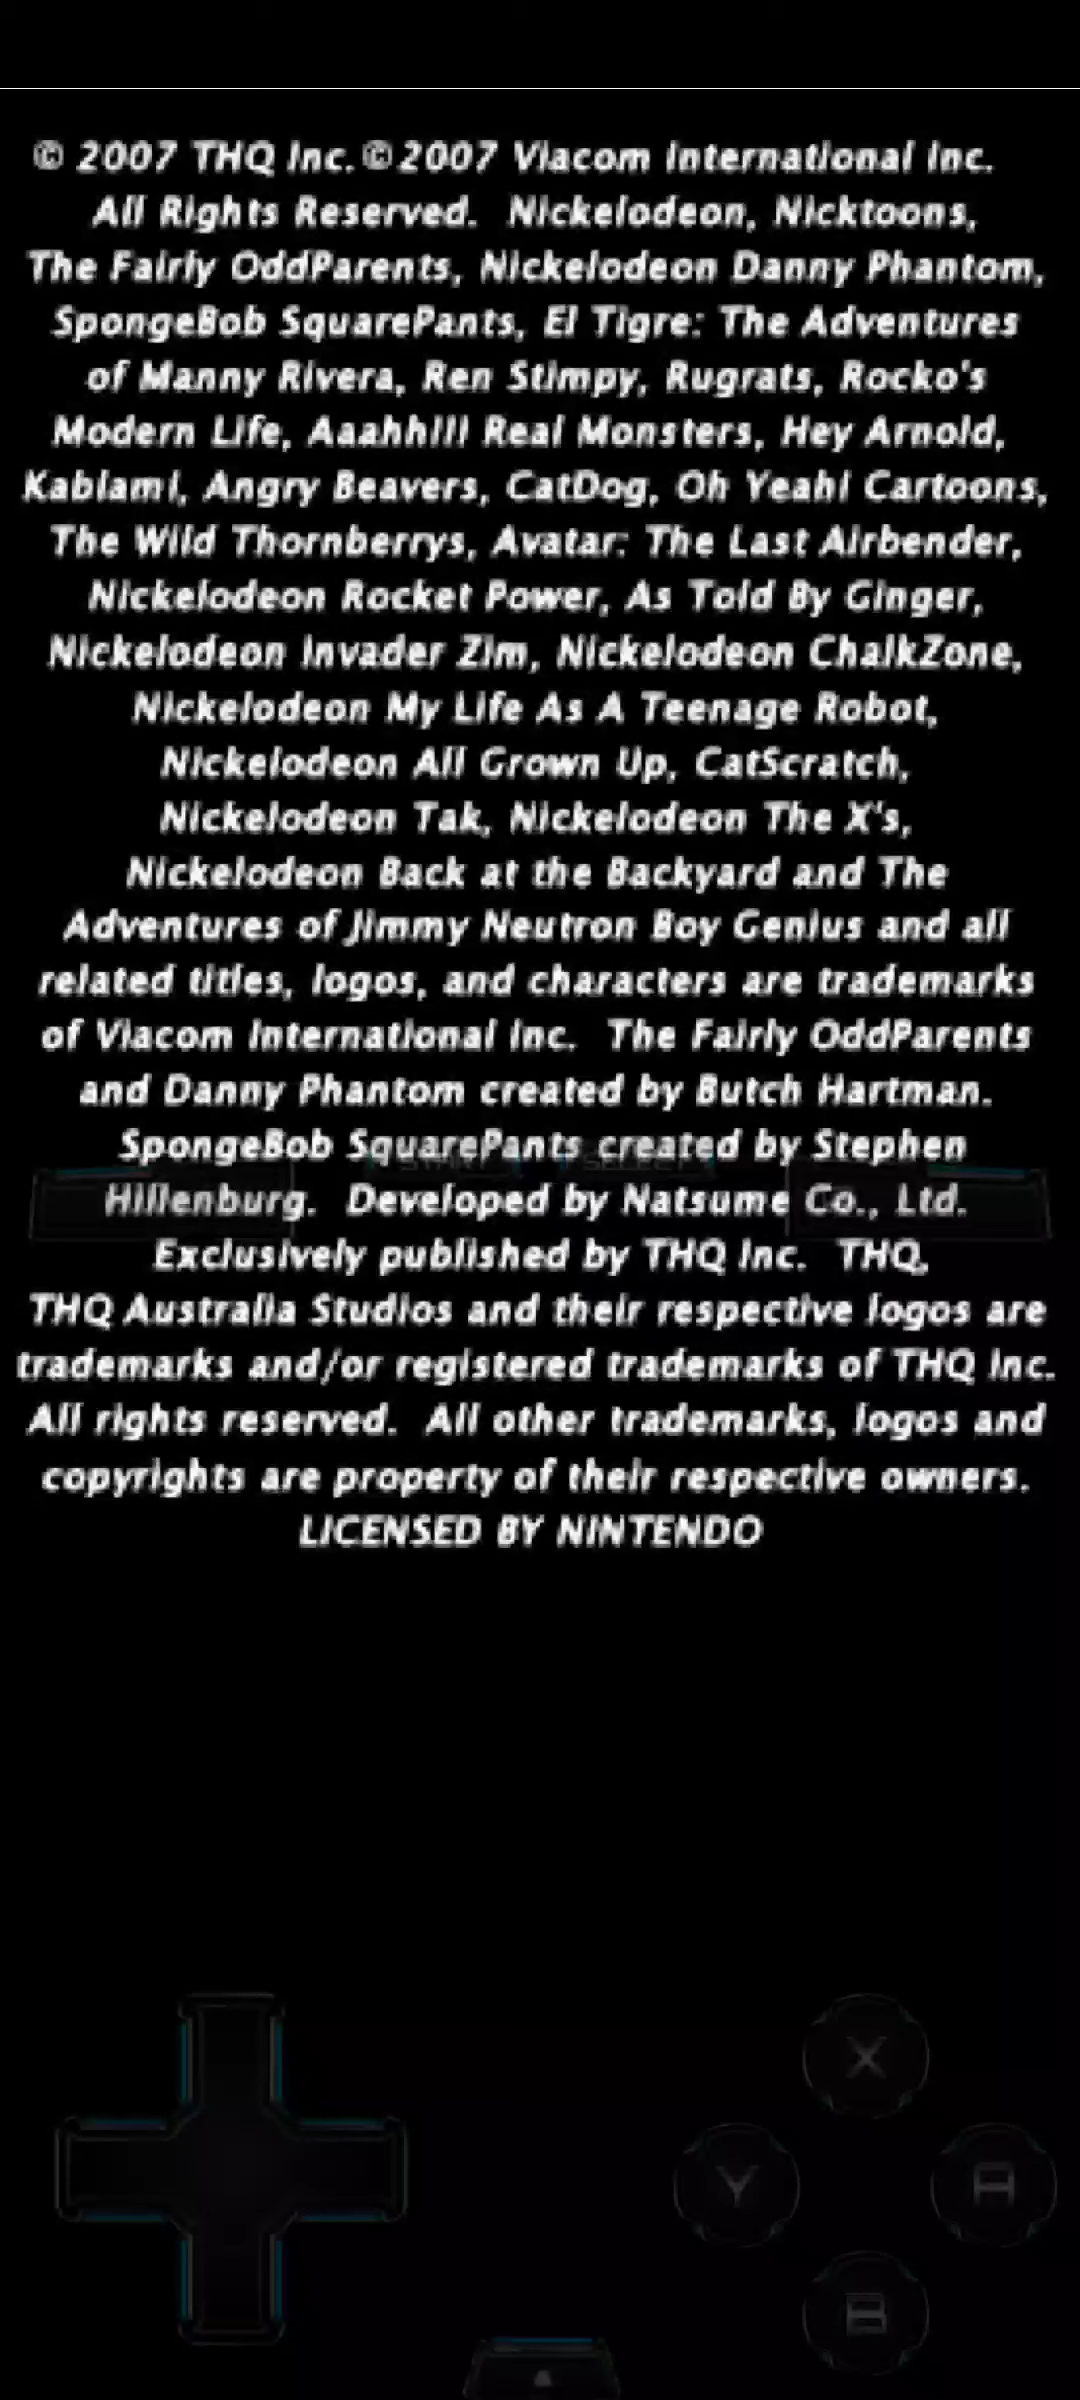 © 2007 THQ Inc. © 2007 Viacom International Inc.
All Rights Reserved. Nickelodeon, Nicktoons,
The Fairly OddParents, Nickelodeon Danny Phantom,
SpongeBob SquarePants, El Tigre: The Adventures
of Manny Rivera, Ren Stimpy, Rugrats, Rocko's
Modern Life, Aaahh!!! Real Monsters, Hey Arnold,
Kablam!, Angry Beavers, CatDog, Oh Yeah! Cartoons,
The Wild Thornberrys, Avatar: The Last Airbender,
Nickelodeon Rocket Power, As Told By Ginger,
Nickelodeon Invader Zim, Nickelodeon ChalkZone,
Nickelodeon My Life As A Teenage Robot,
Nickelodeon All Grown Up, CatScratch,
Nickelodeon Tak, Nickelodeon The X's,
Nickelodeon Back at the Backyard and The
Adventures of Jimmy Neutron Boy Genius and all
related titles, logos, and characters are trademarks
of Viacom International Inc. The Fairly OddParents
and Danny Phantom created by Butch Hartman.
SpongeBob SquarePants created by Stephen
START SELECT
Hillenburg. Developed by Natsume Co., Ltd.
Exclusively published by THQ Inc. THQ,
THQ Australia Studios and their respective logos are
trademarks and/or registered trademarks of THQ Inc.
All rights reserved. All other trademarks, logos and
copyrights are property of their respective owners.
LICENSED BY NINTENDO
X
Y A
B